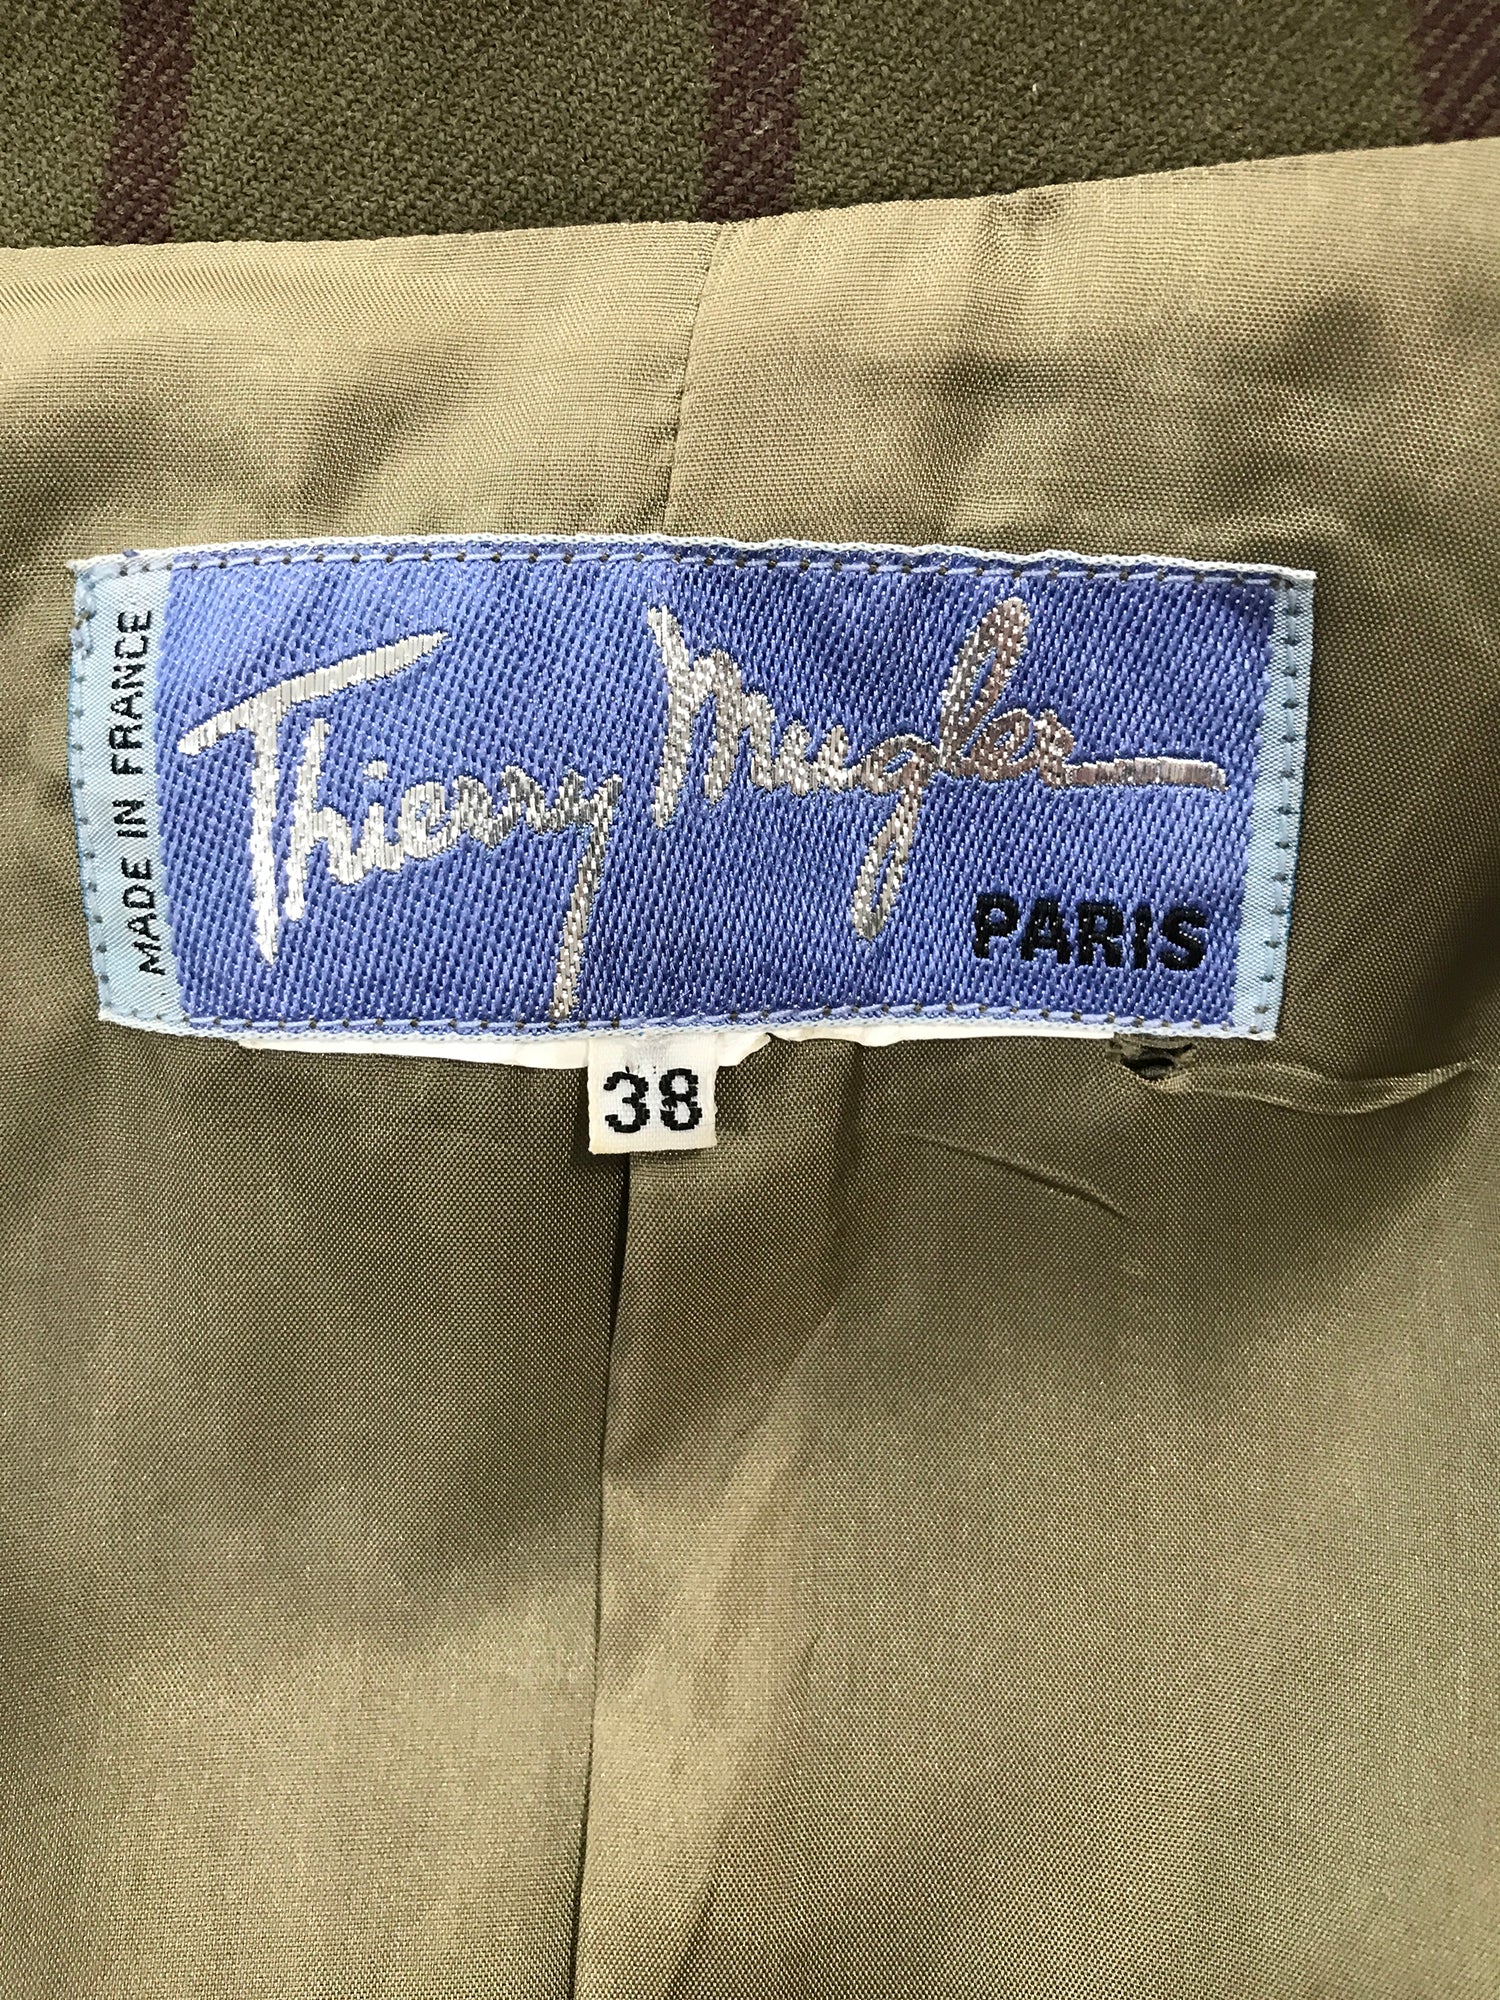 MADE IN FRANCE
Thierry Mugler
PARIS
38